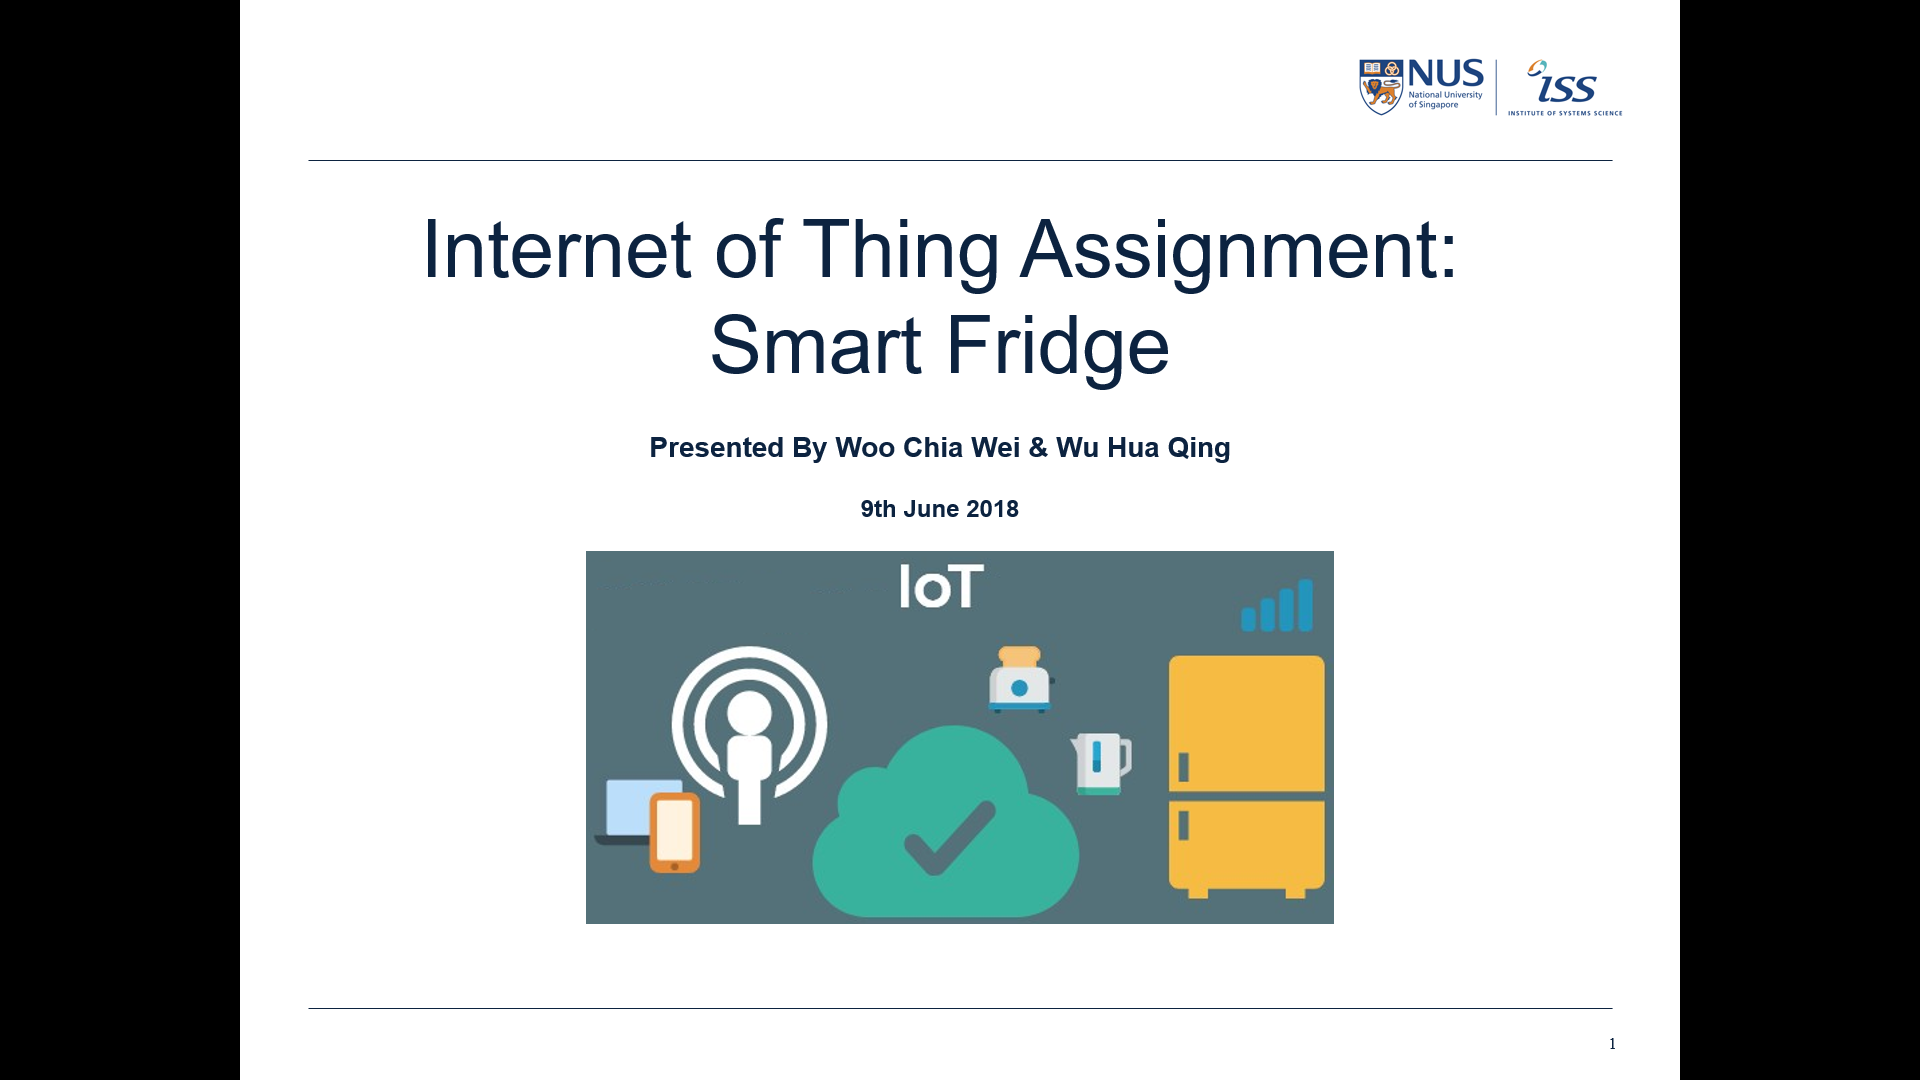 NUS
National University
of Singapore
iss
INSTITUTE OF SYSTEMS SCIENCE
Internet of Thing Assignment:
Smart Fridge
Presented By Woo Chia Wei & Wu Hua Qing
9th June 2018
IoT
1